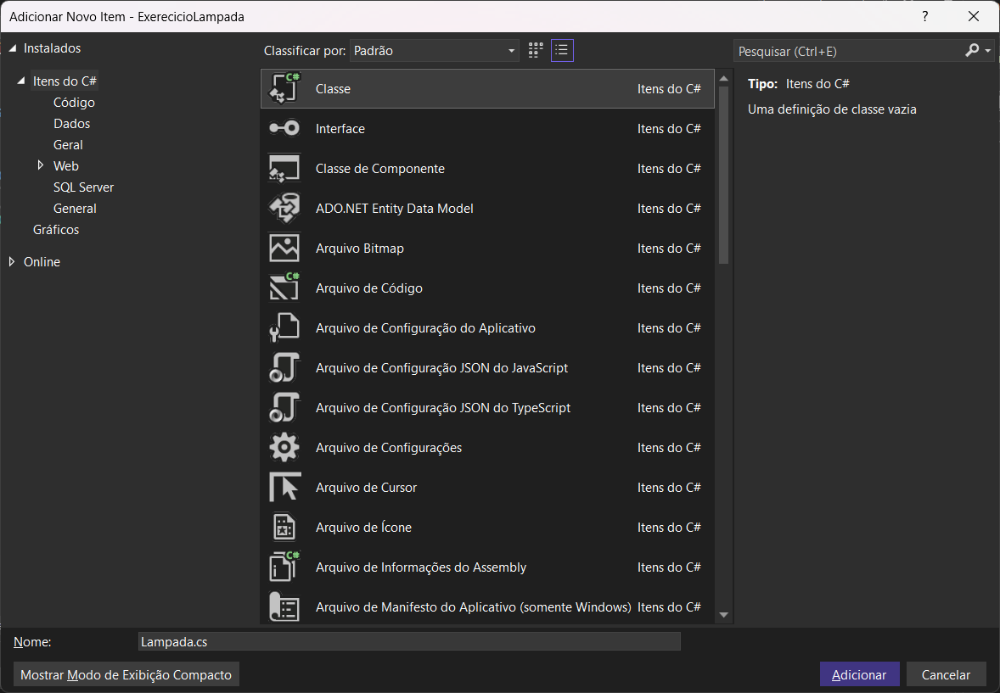 Adicionar Novo Item - ExerecicioLampada
?
Instalados
Classificar por: Padrão
Pesquisar (Ctrl+E)
Itens do C#
Código
Dados
Geral
Web
SQL Server
General
Gráficos
Online
C#
Classe Itens do C#
Interface Itens do C#
Classe de Componente Itens do C#
ADO.NET Entity Data Model Itens do C#
Arquivo Bitmap Itens do C#
C#
Arquivo de Código Itens do C#
Arquivo de Configuração do Aplicativo Itens do C#
Arquivo de Configuração JSON do JavaScript Itens do C#
Arquivo de Configuração JSON do TypeScript Itens do C#
Arquivo de Configurações Itens do C#
Arquivo de Cursor Itens do C#
Arquivo de Ícone Itens do C#
C#
Arquivo de Informações do Assembly Itens do C#
Arquivo de Manifesto do Aplicativo (somente Windows) Itens do C#
Tipo: Itens do C#
Uma definição de classe vazia
Nome: Lampada.cs
Mostrar Modo de Exibição Compacto
Adicionar
Cancelar